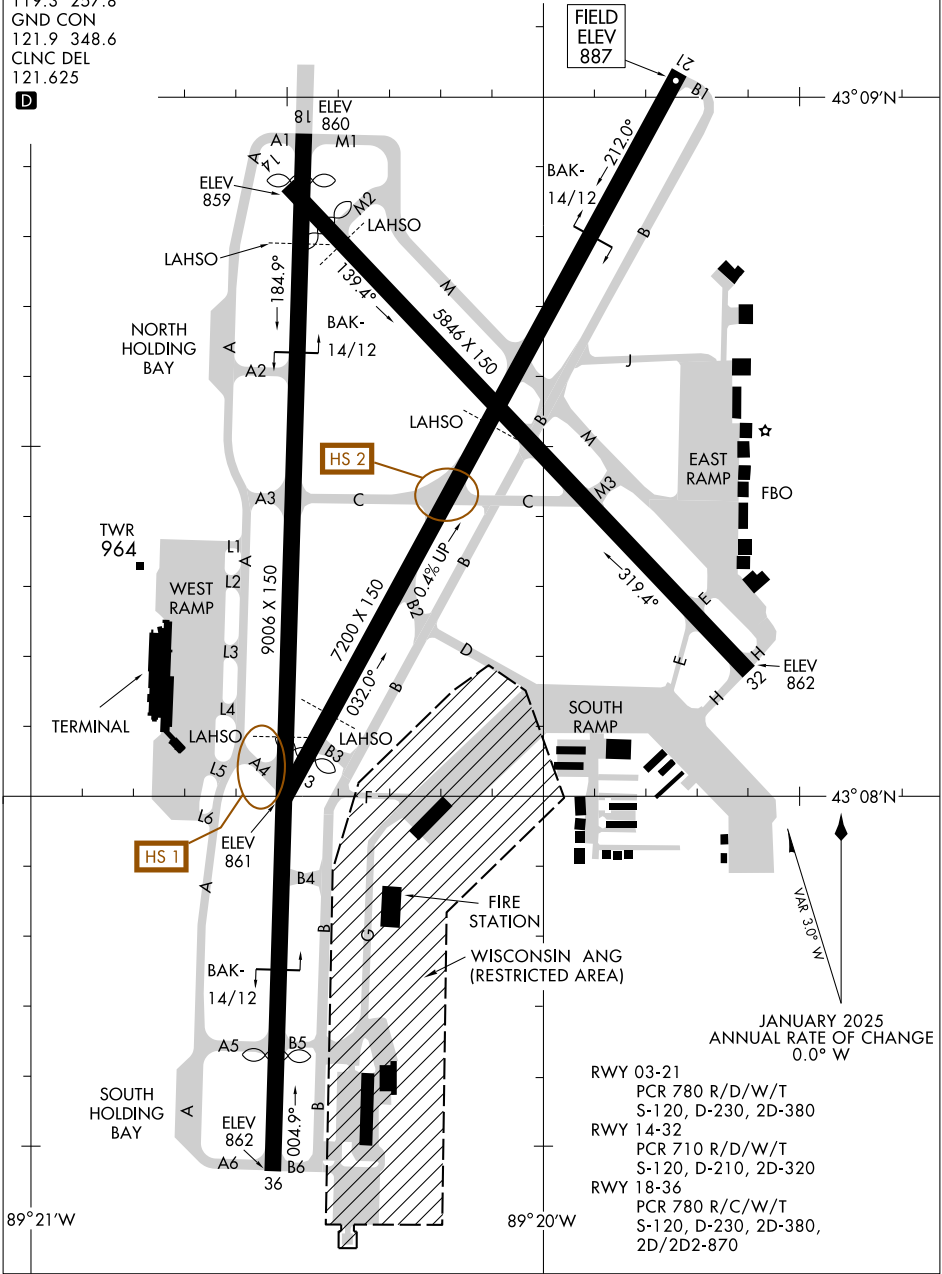 119.3 257.8
GND CON
121.9 348.6
CLNC DEL
121.625
D
FIELD
ELEV
887
21
B1
43°09'N
18
ELEV
860
A1
M1
A
14
ELEV
859
M2
LAHSO
LAHSO
212.0°
BAK-
14/12
B
184.9°
139.4°
M
5846 X 150
NORTH
HOLDING
BAY
A
BAK-
14/12
A2
J
LAHSO
B
M
HS 2
EAST
RAMP
FBO
A3
C
C
M3
TWR
964
L1
A
L2
WEST
RAMP
9006 X 150
7200 X 150
0.4% UP
B2
B
319.4°
E
L3
D
E
H
32
H
ELEV
862
032.0°
B
TERMINAL
L4
SOUTH
RAMP
LAHSO
LAHSO
A4
B3
3
L5
F
43°08'N
L6
ELEV
861
HS 1
A
B4
FIRE
STATION
VAR 3.0° W
B
G
WISCONSIN ANG
(RESTRICTED AREA)
BAK-
14/12
JANUARY 2025
ANNUAL RATE OF CHANGE
0.0° W
A5
B5
SOUTH
HOLDING
BAY
A
004.9°
B
ELEV
862
A6
B6
36
RWY 03-21
PCR 780 R/D/W/T
S-120, D-230, 2D-380
RWY 14-32
PCR 710 R/D/W/T
S-120, D-210, 2D-320
RWY 18-36
PCR 780 R/C/W/T
S-120, D-230, 2D-380,
2D/2D2-870
89°21'W
89°20'W